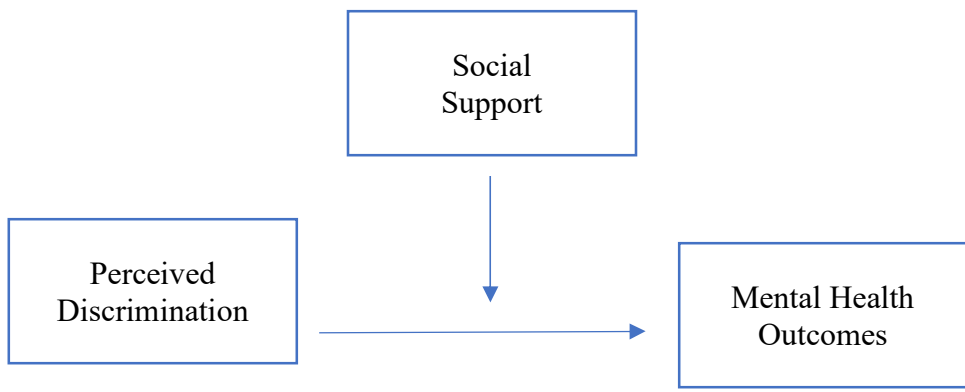 Social
Support
Perceived
Discrimination
Mental Health
Outcomes